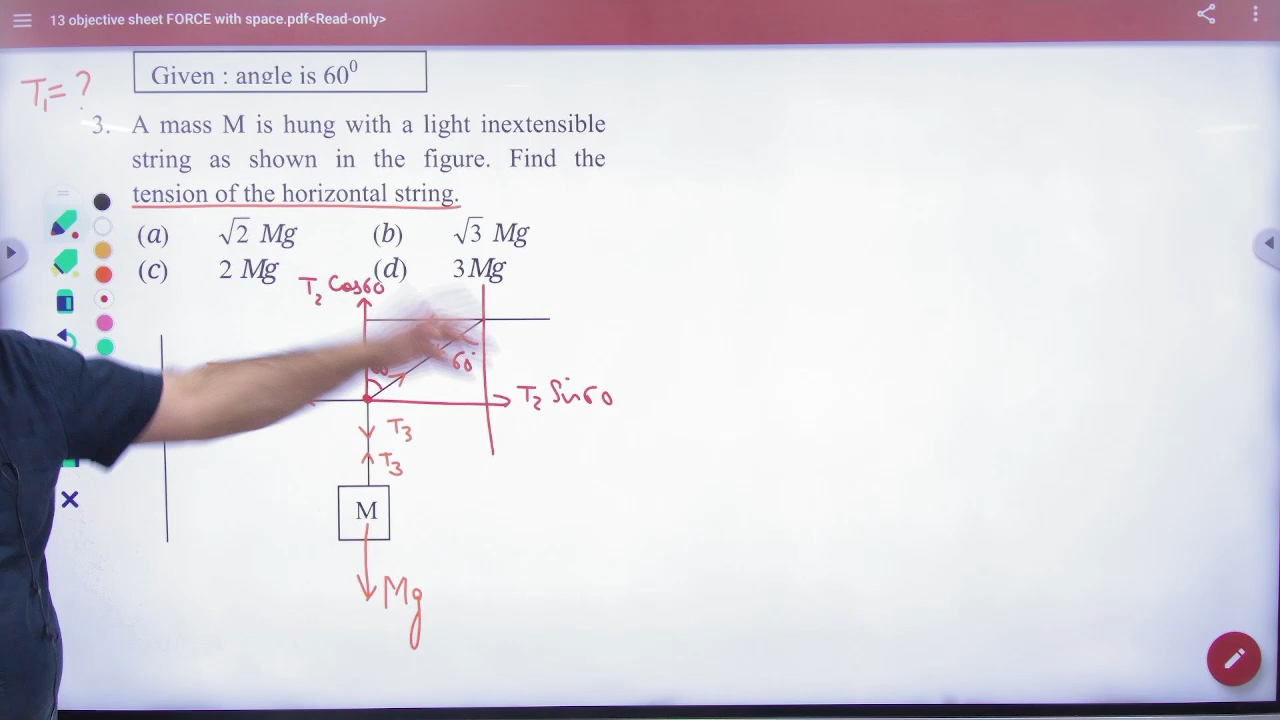 13 objective sheet FORCE with space.pdf<Read-only>
Given : angle is 60⁰
T₁=?
3. A mass M is hung with a light inextensible
string as shown in the figure. Find the
tension of the horizontal string.
(a) √2 Mg (b) √3 Mg
(c) 2 Mg (d) 3Mg
T₂ Cos60
60°
T₂ Sin60
T₃
T₃
M
Mg